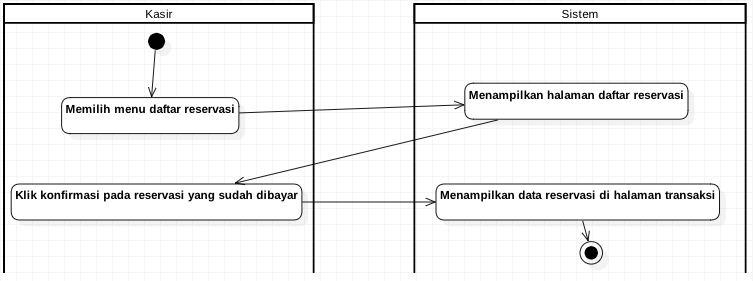 Kasir
Sistem
Memilih menu daftar reservasi
Menampilkan halaman daftar reservasi
Klik konfirmasi pada reservasi yang sudah dibayar
Menampilkan data reservasi di halaman transaksi